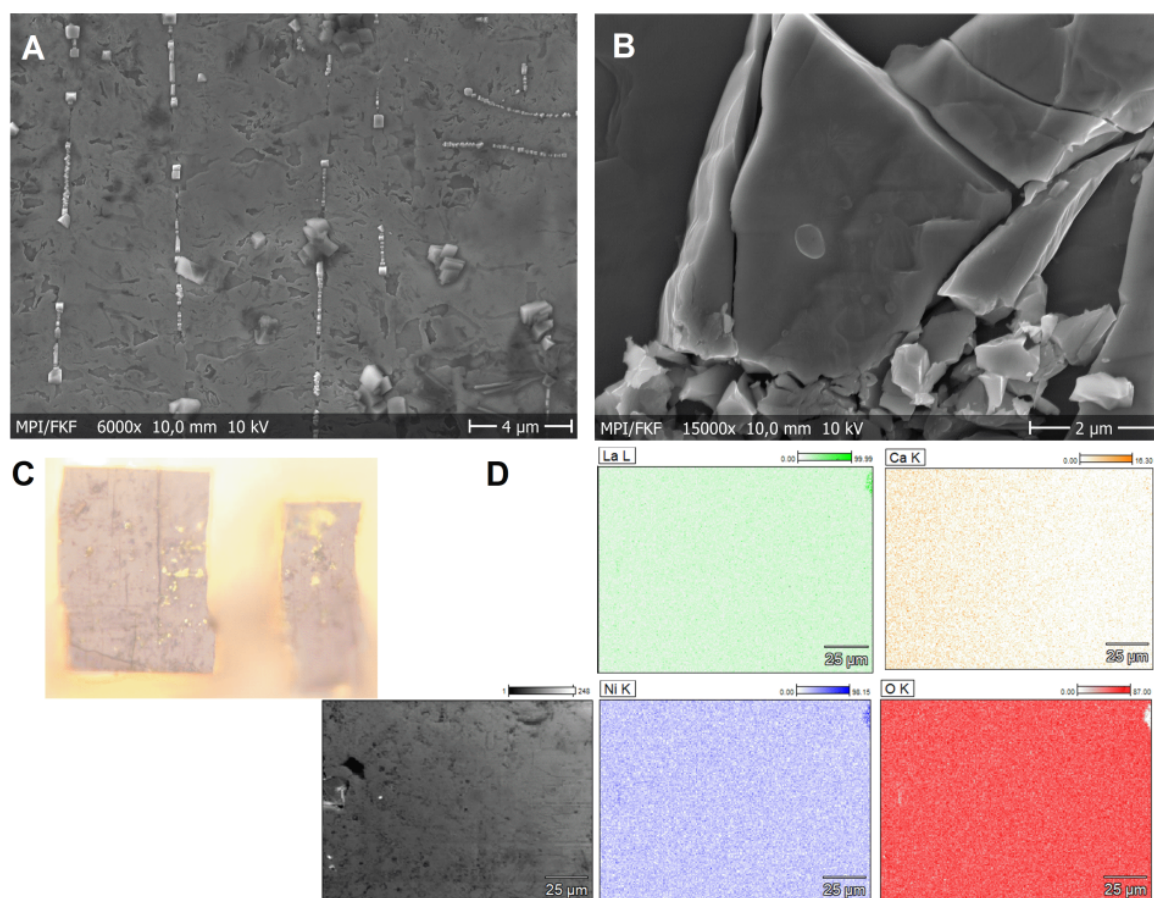 A
MPI/FKF 6000x 10,0 mm 10 kV 4 µm
B
MPI/FKF 15000x 10,0 mm 10 kV 2 µm
C
D
La L 0.00 99.99
25 µm
Ca K 0.00 16.30
25 µm
1 248
25 µm
Ni K 0.00 98.15
25 µm
O K 0.00 87.00
25 µm